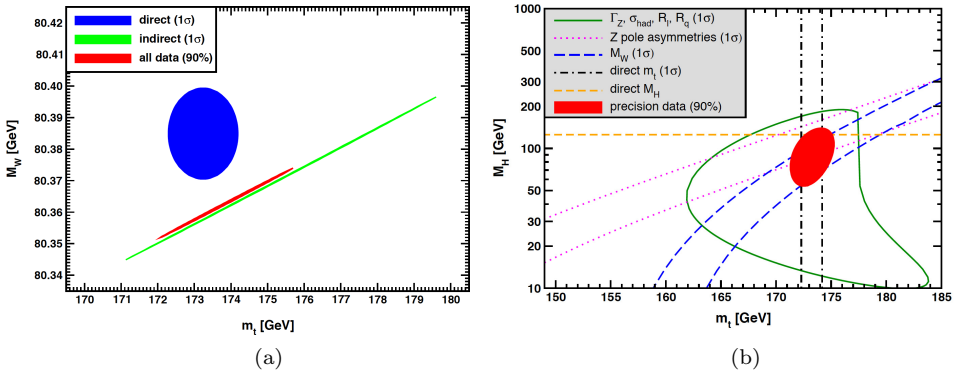 direct (1σ)
indirect (1σ)
all data (90%)
80.42
80.41
80.40
80.39
80.38
80.37
80.36
80.35
80.34
M_W [GeV]
170 171 172 173 174 175 176 177 178 179 180
m_t [GeV]
(a)
Γ_Z, σ_had, R_l, R_q (1σ)
Z pole asymmetries (1σ)
M_W (1σ)
direct m_t (1σ)
direct M_H
precision data (90%)
1000
500
300
200
100
50
30
20
10
M_H [GeV]
150 155 160 165 170 175 180 185
m_t [GeV]
(b)